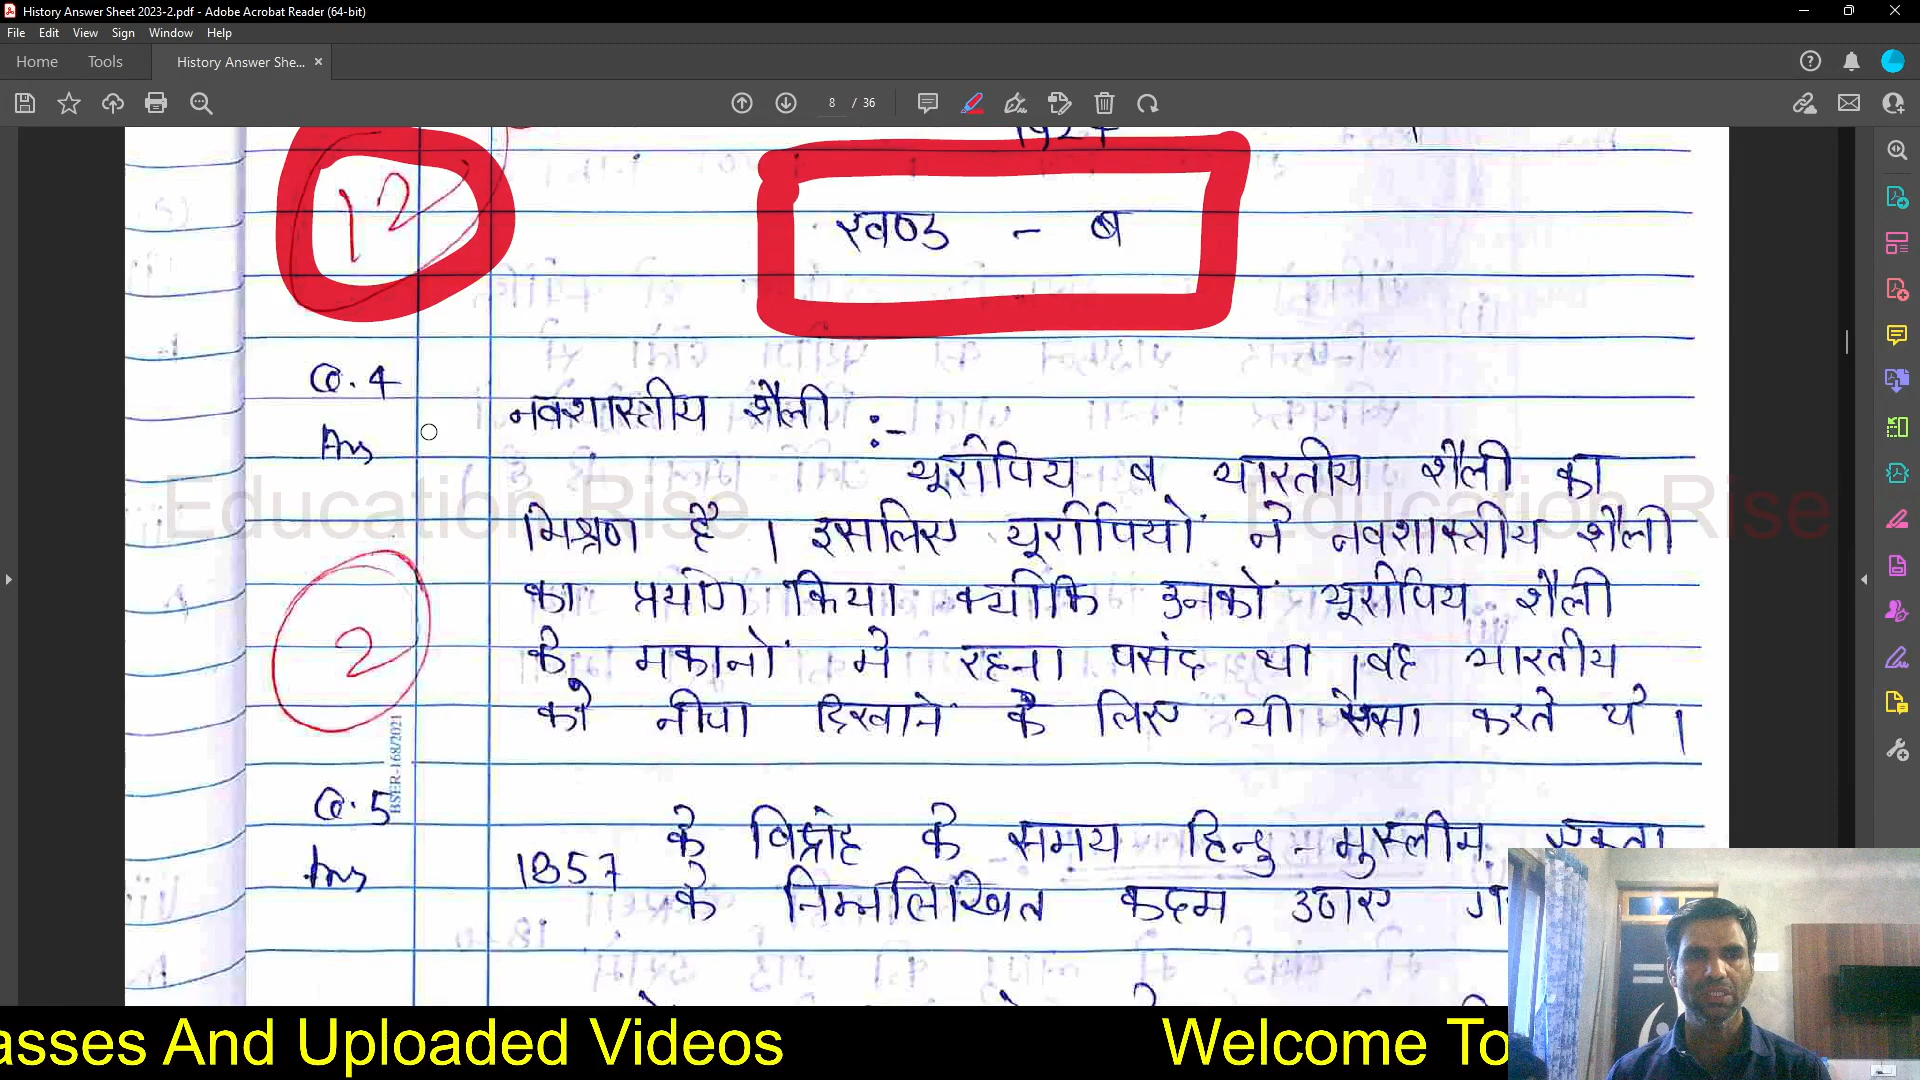 History Answer Sheet 2023-2.pdf - Adobe Acrobat Reader (64-bit)
File Edit View Sign Window Help
Home Tools History Answer She... ×
8 / 36
12
खण्ड - ब
Q. 4
नवशास्त्रीय शैली :-
Ans
यूरोपिय व भारतीय शैली का
Education Rise Education Rise
मिश्रण है । इसलिए यूरोपियों ने नवशास्त्रीय शैली
का प्रयोग किया क्योंकि उनको यूरोपिय शैली
2
के मकानों में रहना पसंद था । वह भारतीय
को नीचा दिखाने के लिए भी ऐसा करते थे ।
BSER-168/2021
Q. 5
Ans
1857 के विद्रोह के समय हिन्दु - मुस्लीम एकता
के निम्नलिखित कदम उठाए
asses And Uploaded Videos Welcome To